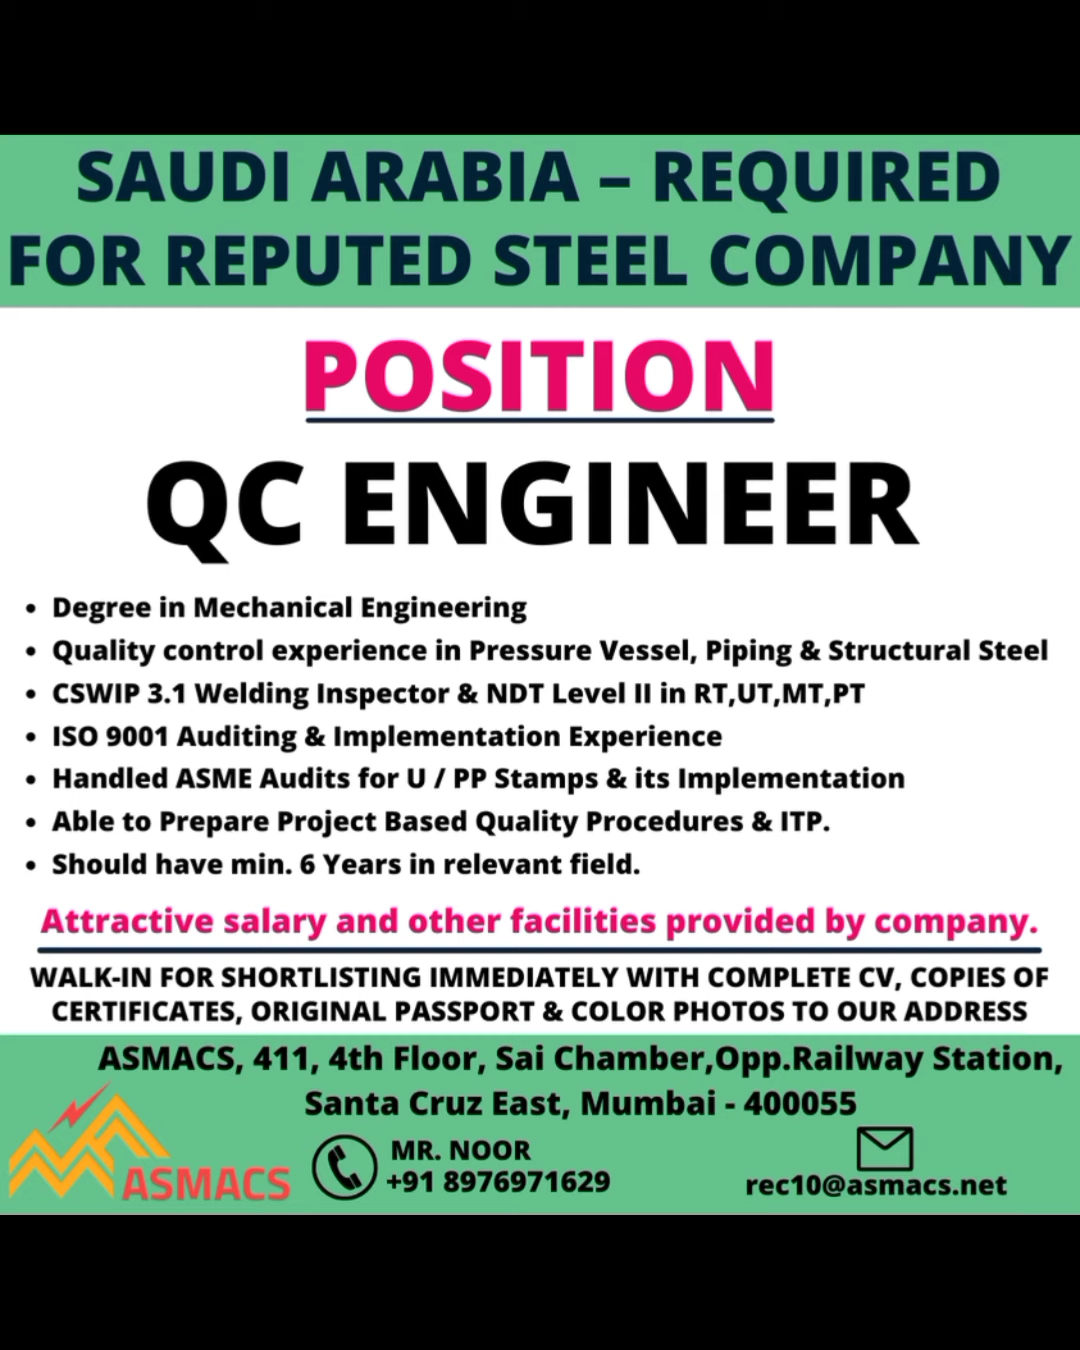 SAUDI ARABIA – REQUIRED
FOR REPUTED STEEL COMPANY
POSITION
QC ENGINEER
• Degree in Mechanical Engineering
• Quality control experience in Pressure Vessel, Piping & Structural Steel
• CSWIP 3.1 Welding Inspector & NDT Level II in RT,UT,MT,PT
• ISO 9001 Auditing & Implementation Experience
• Handled ASME Audits for U / PP Stamps & its Implementation
• Able to Prepare Project Based Quality Procedures & ITP.
• Should have min. 6 Years in relevant field.
Attractive salary and other facilities provided by company.
WALK-IN FOR SHORTLISTING IMMEDIATELY WITH COMPLETE CV, COPIES OF
CERTIFICATES, ORIGINAL PASSPORT & COLOR PHOTOS TO OUR ADDRESS
ASMACS, 411, 4th Floor, Sai Chamber,Opp.Railway Station,
Santa Cruz East, Mumbai - 400055
ASMACS
MR. NOOR
+91 8976971629
rec10@asmacs.net